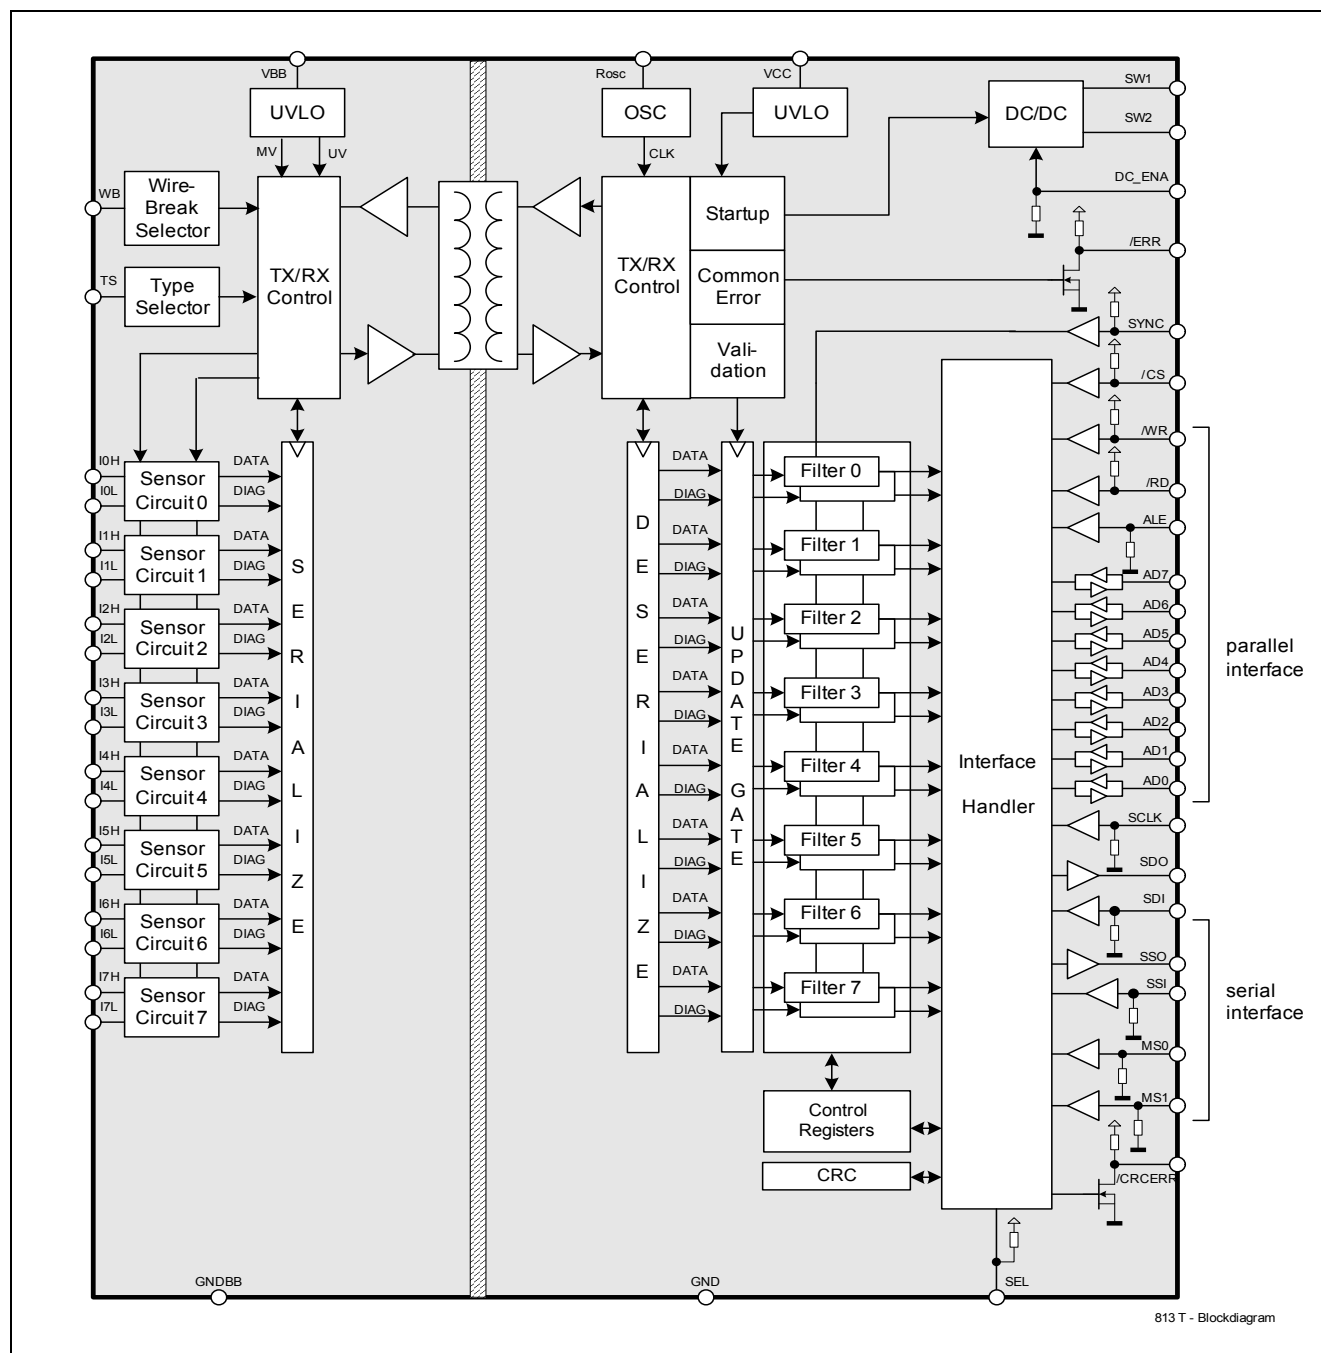 VBB
Rosc
VCC
SW1
UVLO
OSC
UVLO
DC/DC
SW2
MV
UV
CLK
WB
Wire-
Break
Selector
DC_ENA
Startup
/ERR
TS
Type
Selector
TX/RX
Control
TX/RX
Control
Common
Error
SYNC
Vali-
dation
/CS
/WR
/RD
ALE
I0H
I0L
Sensor
Circuit 0
DATA
DIAG
I1H
I1L
Sensor
Circuit 1
DATA
DIAG
I2H
I2L
Sensor
Circuit 2
DATA
DIAG
I3H
I3L
Sensor
Circuit 3
DATA
DIAG
I4H
I4L
Sensor
Circuit 4
DATA
DIAG
I5H
I5L
Sensor
Circuit 5
DATA
DIAG
I6H
I6L
Sensor
Circuit 6
DATA
DIAG
I7H
I7L
Sensor
Circuit 7
DATA
DIAG
SERIALIZE
DESERIALIZE
DATA
DIAG
DATA
DIAG
DATA
DIAG
DATA
DIAG
DATA
DIAG
DATA
DIAG
DATA
DIAG
DATA
DIAG
UPDATE GATE
Filter 0
Filter 1
Filter 2
Filter 3
Filter 4
Filter 5
Filter 6
Filter 7
Interface
Handler
AD7
AD6
AD5
AD4
AD3
AD2
AD1
AD0
parallel
interface
SCLK
SDO
SDI
SSO
SSI
MS0
MS1
serial
interface
Control
Registers
CRC
/CRCERR
GNDBB
GND
SEL
813 T - Blockdiagram